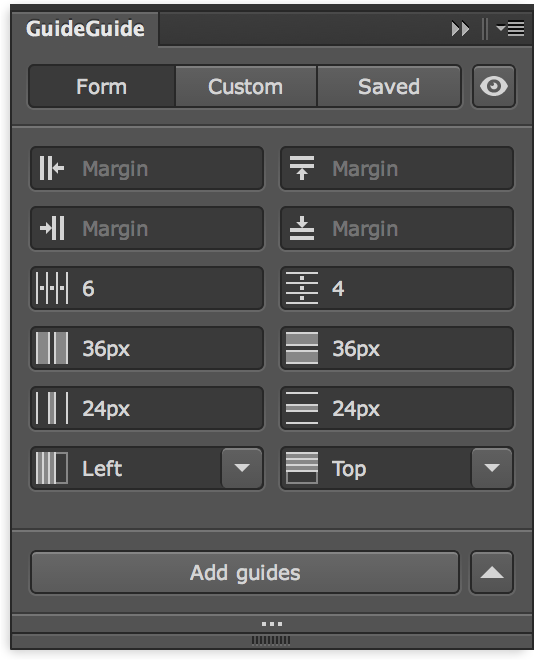 GuideGuide
Form Custom Saved
Margin Margin
Margin Margin
6 4
36px 36px
24px 24px
Left Top
Add guides